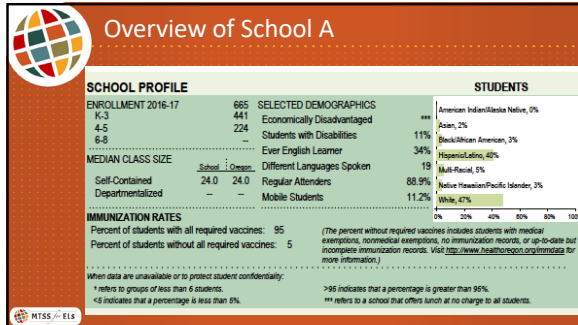 Overview of School A
SCHOOL PROFILE
ENROLLMENT 2016-17 665
K-3 441
4-5 224
6-8 --
MEDIAN CLASS SIZE
School Oregon
Self-Contained 24.0 24.0
Departmentalized -- --
SELECTED DEMOGRAPHICS
Economically Disadvantaged ***
Students with Disabilities 11%
Ever English Learner 34%
Different Languages Spoken 19
Regular Attenders 88.9%
Mobile Students 11.2%
STUDENTS
American Indian/Alaska Native, 0%
Asian, 2%
Black/African American, 3%
Hispanic/Latino, 40%
Multi-Racial, 5%
Native Hawaiian/Pacific Islander, 3%
White, 47%
0% 20% 40% 60% 80% 100%
IMMUNIZATION RATES
Percent of students with all required vaccines: 95
Percent of students without all required vaccines: 5
(The percent without required vaccines includes students with medical
exemptions, nonmedical exemptions, no immunization records, or up-to-date but
incomplete immunization records. Visit http://www.healthoregon.org/immdata for
more information.)
When data are unavailable or to protect student confidentiality:
* refers to groups of less than 6 students.
<5 indicates that a percentage is less than 5%.
>95 indicates that a percentage is greater than 95%.
*** refers to a school that offers lunch at no charge to all students.
MTSS for ELs